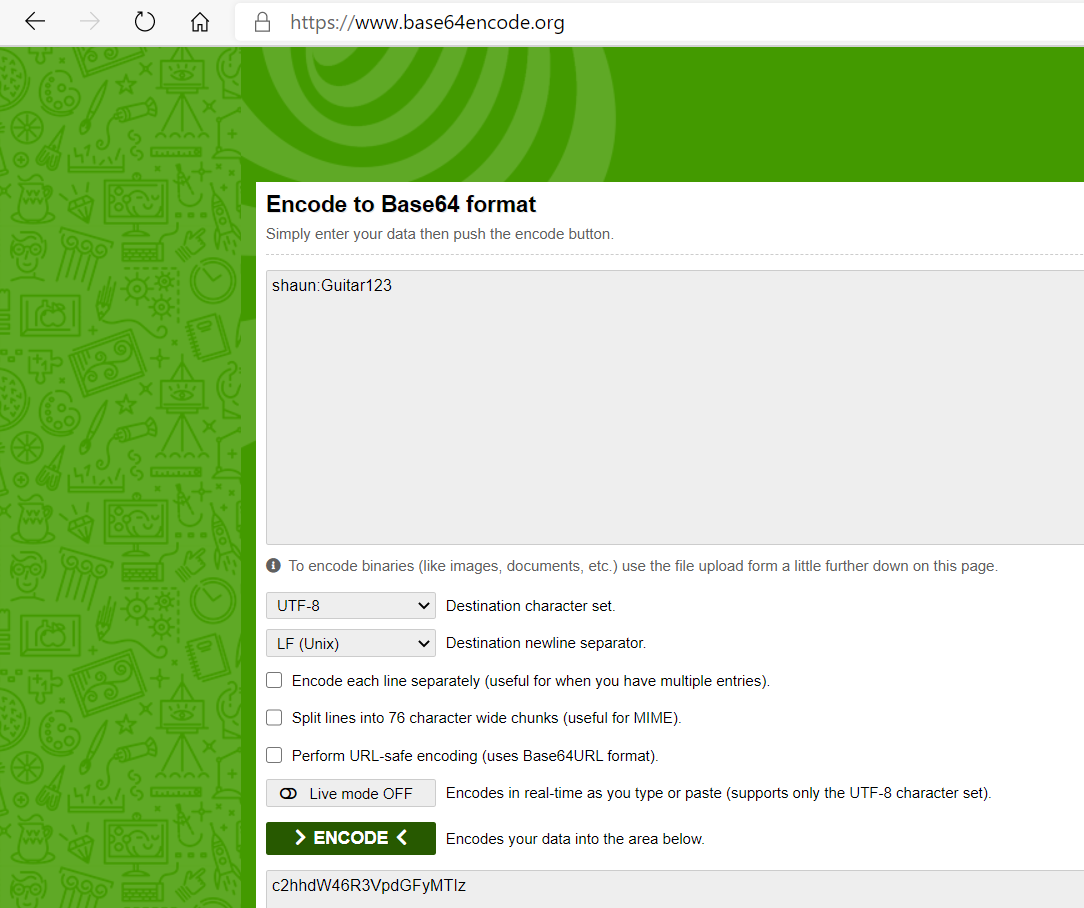 https://www.base64encode.org
Encode to Base64 format
Simply enter your data then push the encode button.
shaun:Guitar123
To encode binaries (like images, documents, etc.) use the file upload form a little further down on this page.
UTF-8 Destination character set.
LF (Unix) Destination newline separator.
Encode each line separately (useful for when you have multiple entries).
Split lines into 76 character wide chunks (useful for MIME).
Perform URL-safe encoding (uses Base64URL format).
Live mode OFF Encodes in real-time as you type or paste (supports only the UTF-8 character set).
ENCODE Encodes your data into the area below.
c2hhdW46R3VpdGFyMTIz